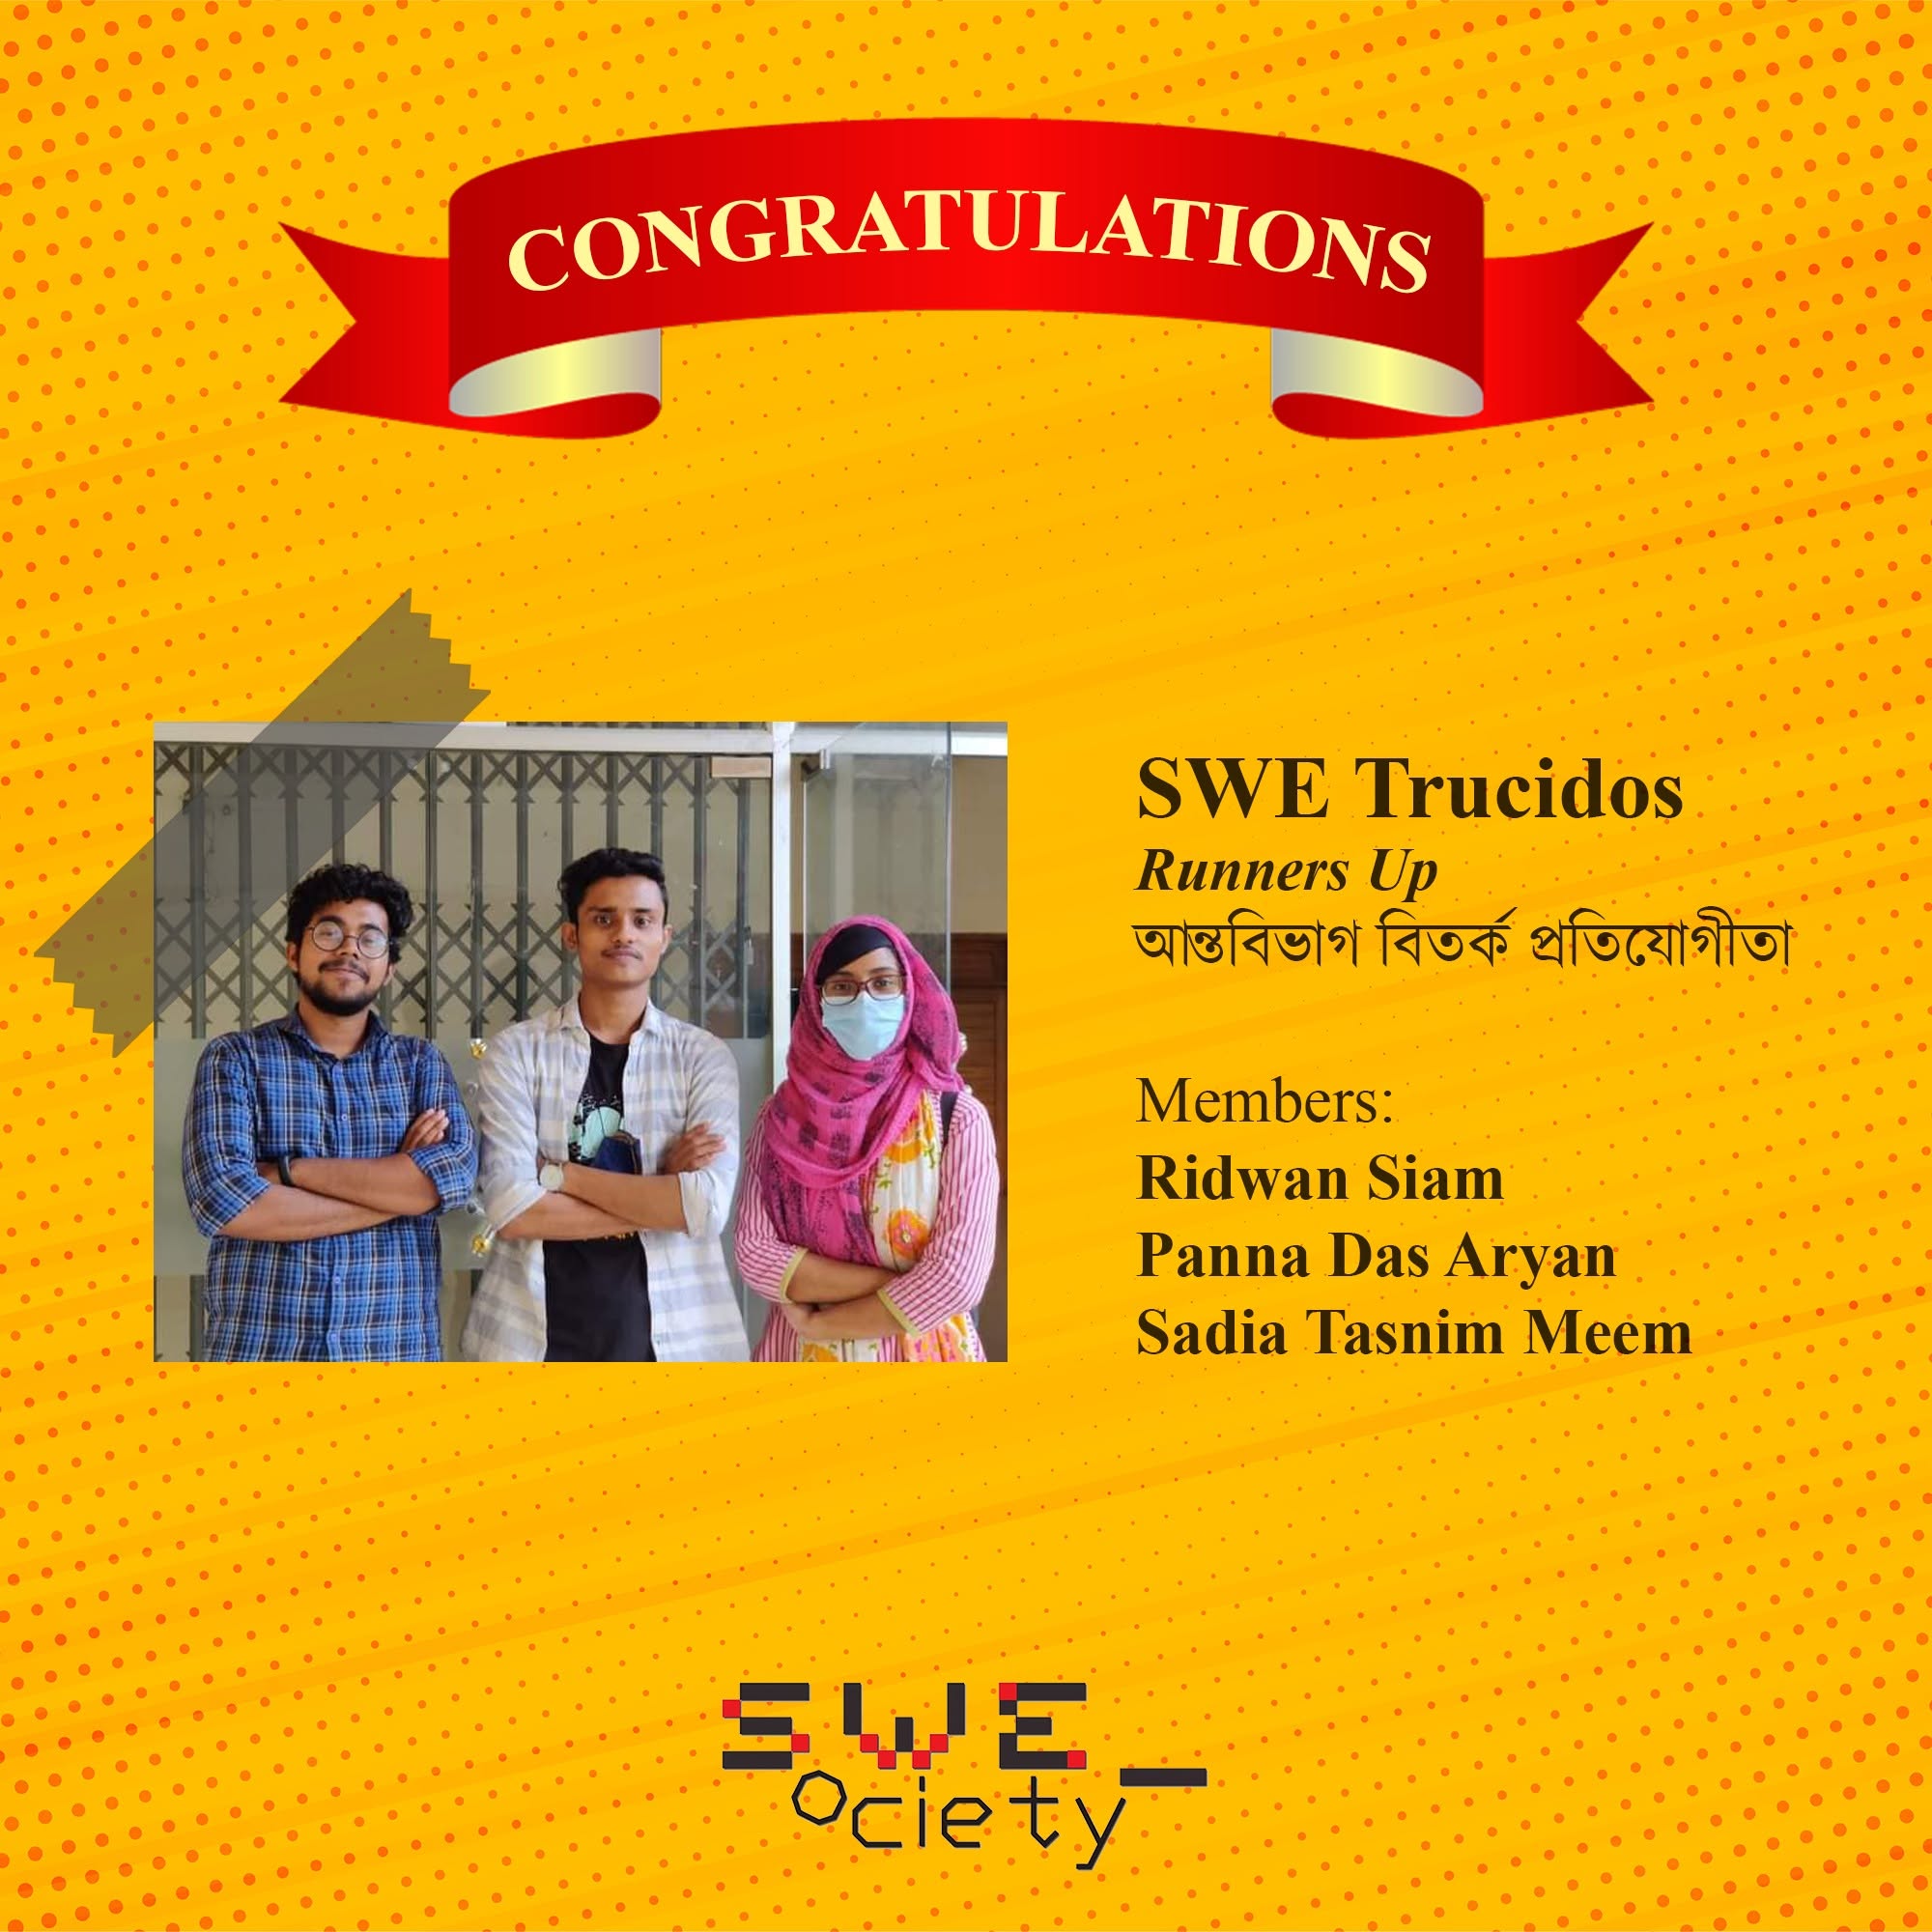 CONGRATULATIONS
SWE Trucidos
Runners Up
আন্তবিভাগ বিতর্ক প্রতিযোগীতা
Members:
Ridwan Siam
Panna Das Aryan
Sadia Tasnim Meem
SWE_
ociety